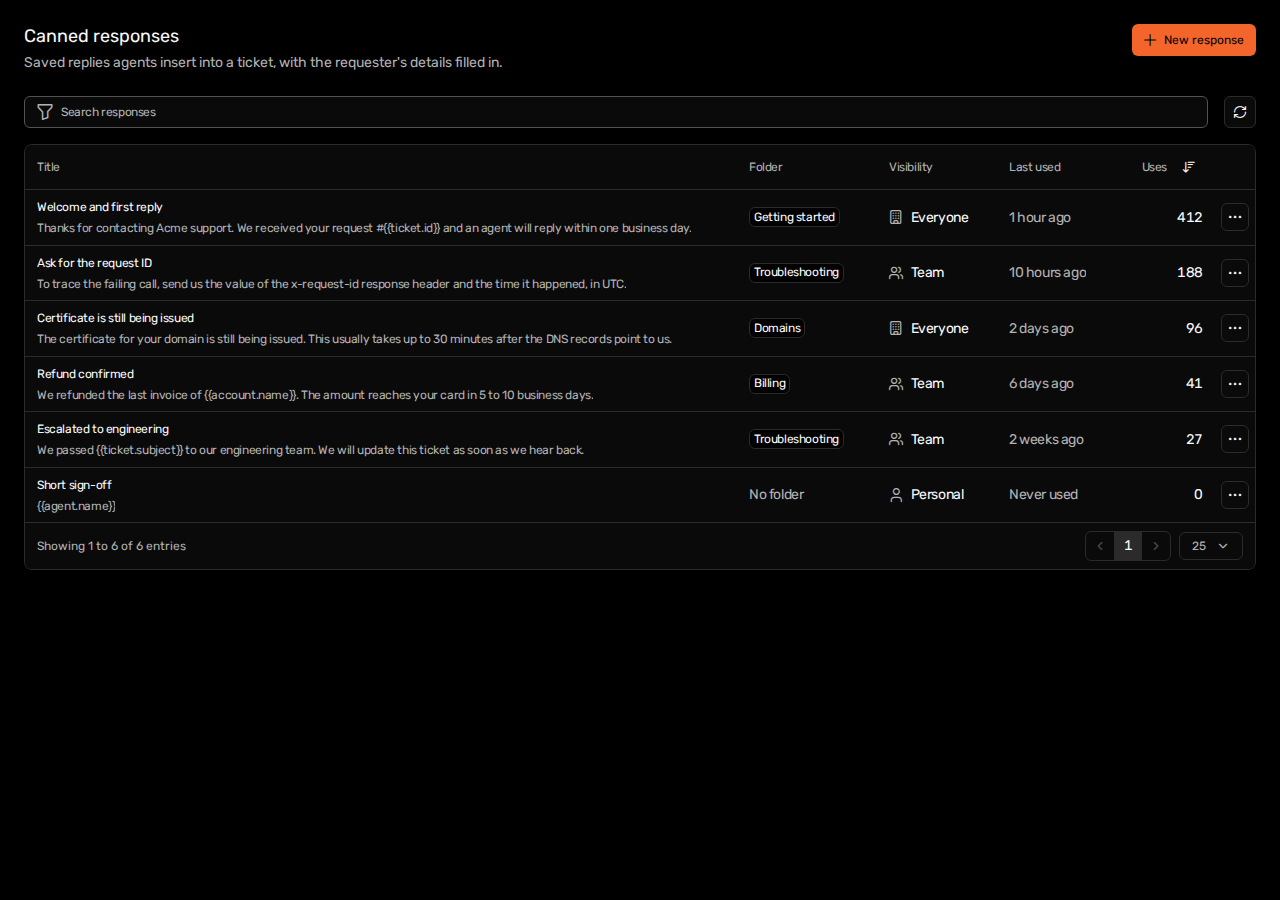 Canned responses
New response
Saved replies agents insert into a ticket, with the requester's details filled in.
Search responses
Title Folder Visibility Last used Uses
Welcome and first reply
Thanks for contacting Acme support. We received your request #{{ticket.id}} and an agent will reply within one business day.
Getting started Everyone 1 hour ago 412
Ask for the request ID
To trace the failing call, send us the value of the x-request-id response header and the time it happened, in UTC.
Troubleshooting Team 10 hours ago 188
Certificate is still being issued
The certificate for your domain is still being issued. This usually takes up to 30 minutes after the DNS records point to us.
Domains Everyone 2 days ago 96
Refund confirmed
We refunded the last invoice of {{account.name}}. The amount reaches your card in 5 to 10 business days.
Billing Team 6 days ago 41
Escalated to engineering
We passed {{ticket.subject}} to our engineering team. We will update this ticket as soon as we hear back.
Troubleshooting Team 2 weeks ago 27
Short sign-off
{{agent.name}}
No folder Personal Never used 0
Showing 1 to 6 of 6 entries
1
25